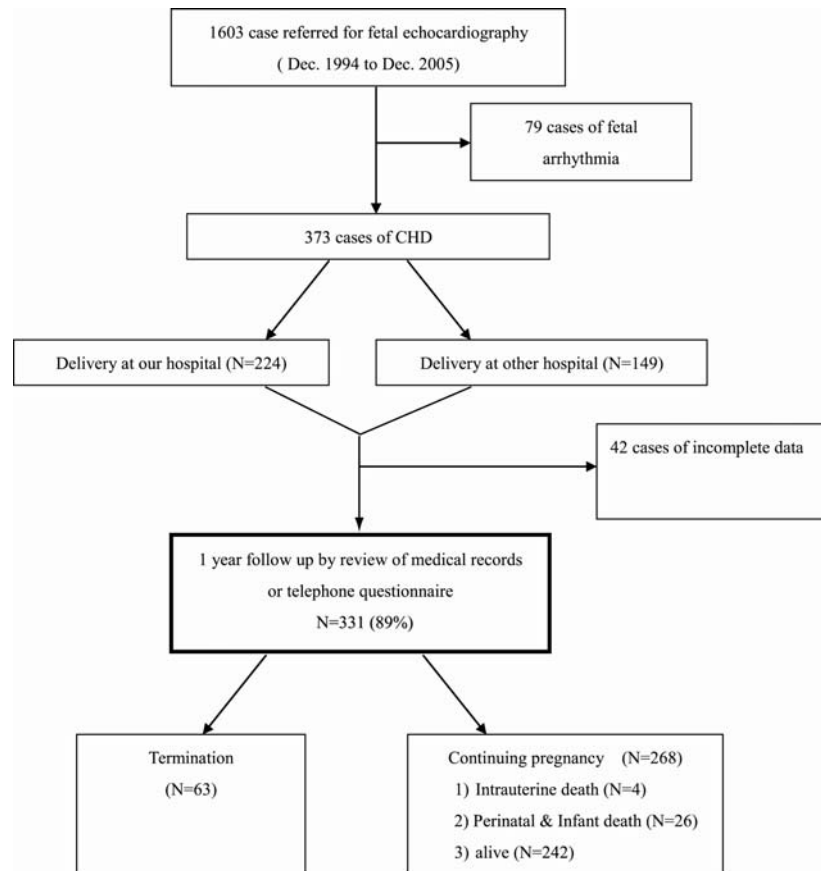 1603 case referred for fetal echocardiography
( Dec. 1994 to Dec. 2005)
79 cases of fetal
arrhythmia
373 cases of CHD
Delivery at our hospital (N=224)
Delivery at other hospital (N=149)
42 cases of incomplete data
1 year follow up by review of medical records
or telephone questionnaire
N=331 (89%)
Termination
(N=63)
Continuing pregnancy (N=268)
1) Intrauterine death (N=4)
2) Perinatal & Infant death (N=26)
3) alive (N=242)